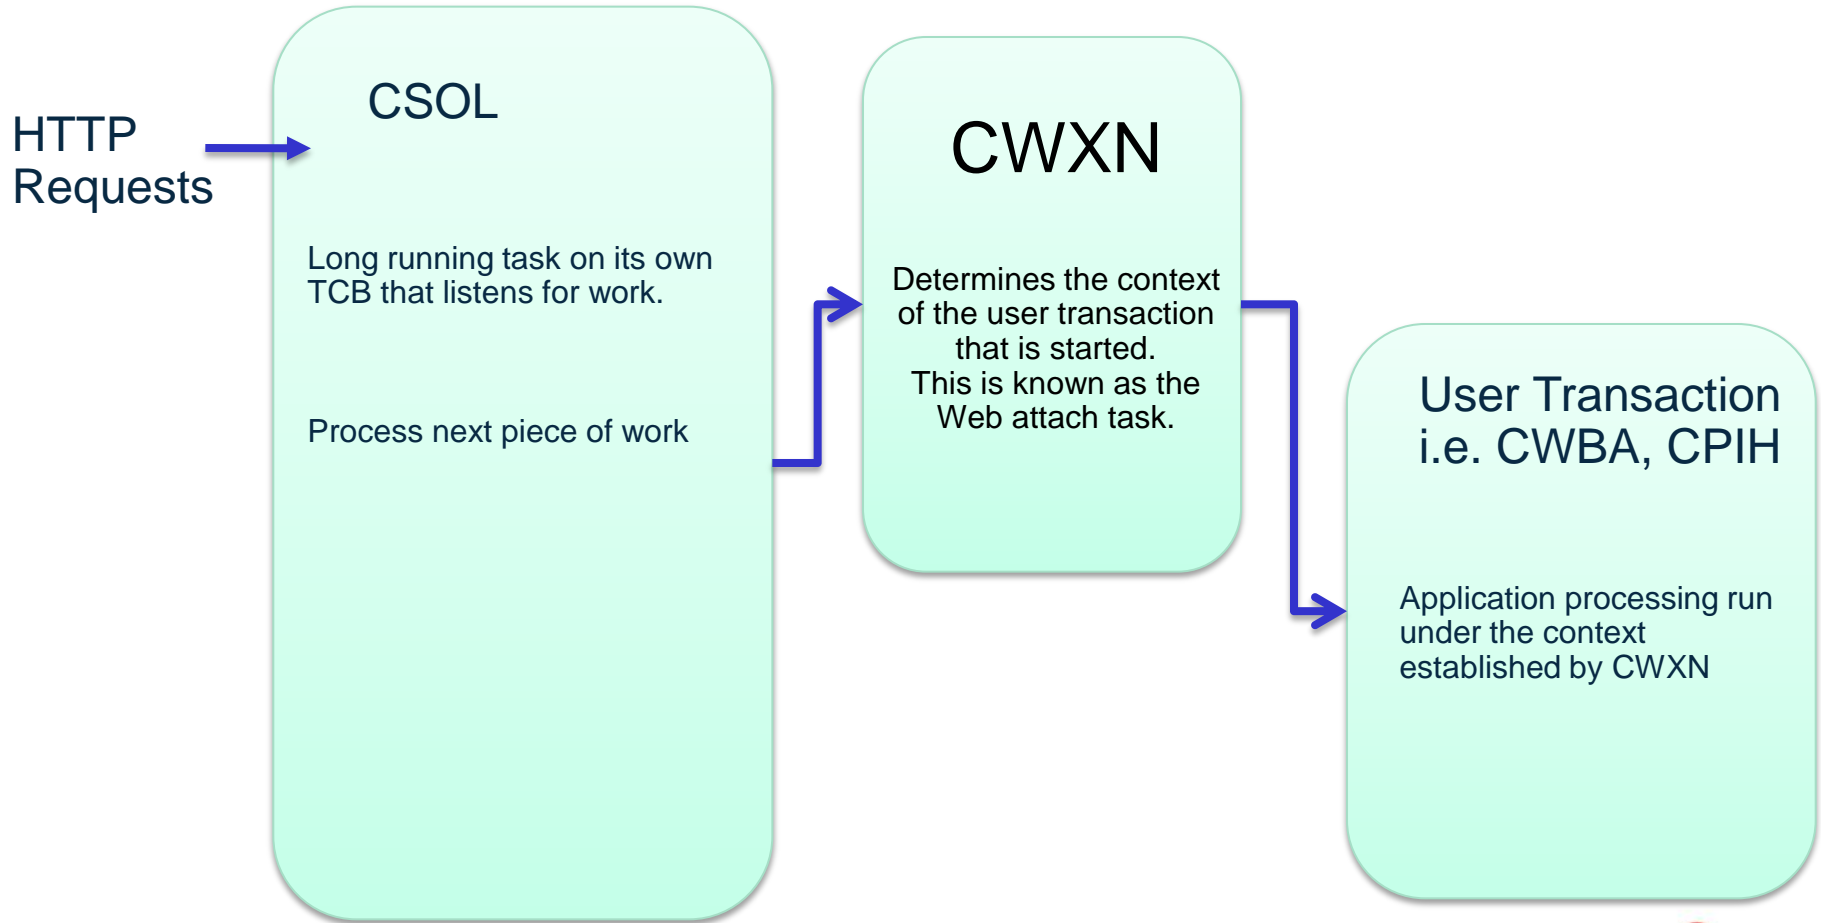 HTTP
Requests
CSOL
Long running task on its own
TCB that listens for work.
Process next piece of work
CWXN
Determines the context
of the user transaction
that is started.
This is known as the
Web attach task.
User Transaction
i.e. CWBA, CPIH
Application processing run
under the context
established by CWXN